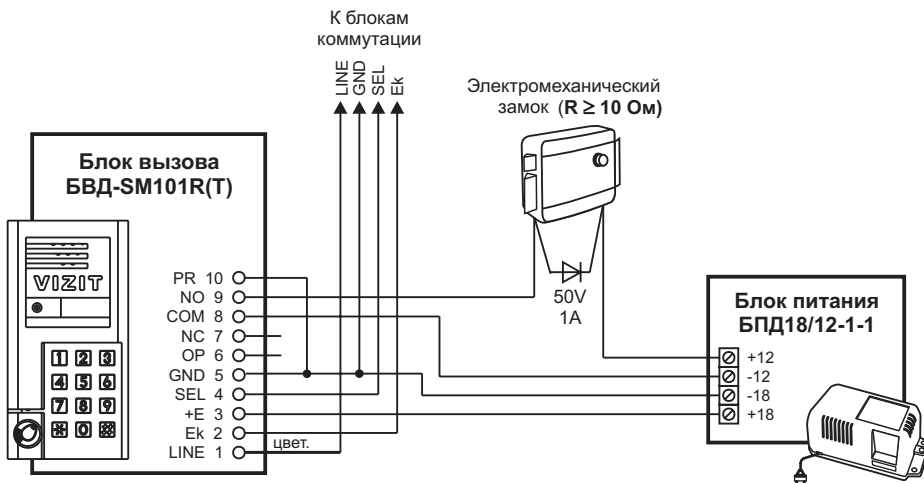 К блокам
коммутации
LINE
GND
SEL
Ek
Электромеханический
замок (R ≥ 10 Ом)
Блок вызова
БВД-SM101R(T)
VIZIT
1 2 3
4 5 6
7 8 9
* 0 #
PR 10
NO 9
COM 8
NC 7
OP 6
GND 5
SEL 4
+E 3
Ek 2
LINE 1
цвет.
50V
1A
Блок питания
БПД18/12-1-1
+12
-12
-18
+18